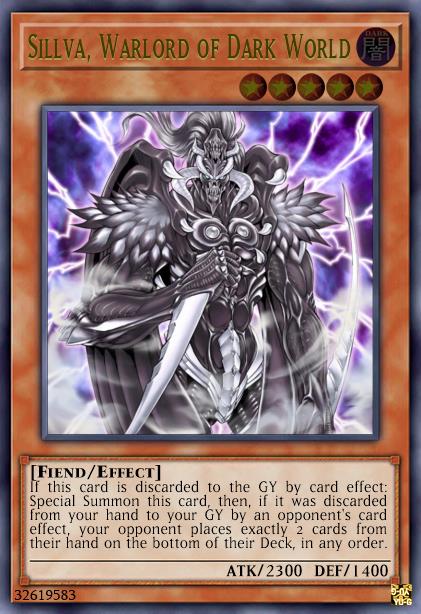 Sillva, Warlord of Dark World
DARK
闇
[Fiend/Effect]
If this card is discarded to the GY by card effect:
Special Summon this card, then, if it was discarded
from your hand to your GY by an opponent's card
effect, your opponent places exactly 2 cards from
their hand on the bottom of their Deck, in any order.
ATK/2300 DEF/1400
32619583